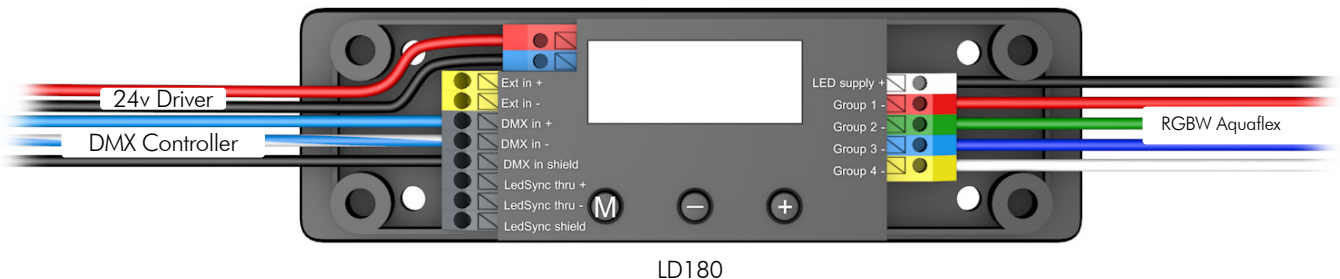 24v Driver
DMX Controller
Ext in +
Ext in -
DMX in +
DMX in -
DMX in shield
LedSync thru +
LedSync thru -
LedSync shield
M
−
+
LED supply +
Group 1 -
Group 2 -
Group 3 -
Group 4 -
RGBW Aquaflex
LD180